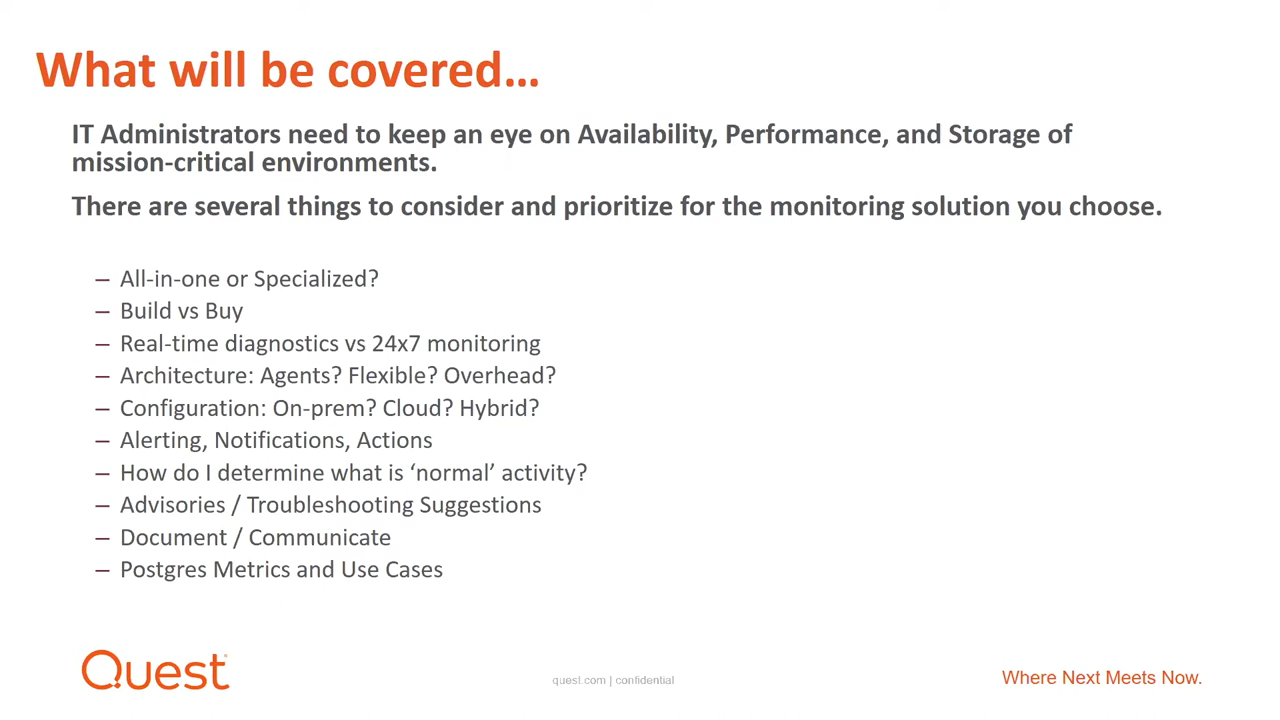 What will be covered...
IT Administrators need to keep an eye on Availability, Performance, and Storage of
mission-critical environments.
There are several things to consider and prioritize for the monitoring solution you choose.
– All-in-one or Specialized?
– Build vs Buy
– Real-time diagnostics vs 24x7 monitoring
– Architecture: Agents? Flexible? Overhead?
– Configuration: On-prem? Cloud? Hybrid?
– Alerting, Notifications, Actions
– How do I determine what is ‘normal’ activity?
– Advisories / Troubleshooting Suggestions
– Document / Communicate
– Postgres Metrics and Use Cases
Quest
quest.com | confidential
Where Next Meets Now.